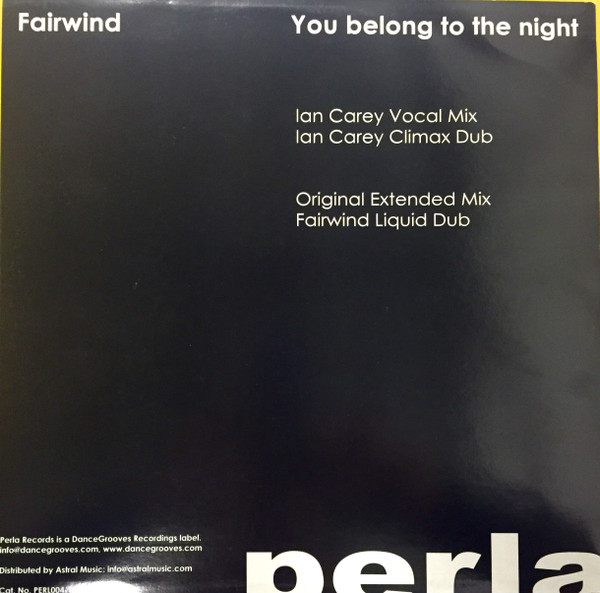 Fairwind
You belong to the night
Ian Carey Vocal Mix
Ian Carey Climax Dub
Original Extended Mix
Fairwind Liquid Dub
Perla Records is a DanceGrooves Recordings label.
info@dancegrooves.com, www.dancegrooves.com
Distributed by Astral Music: info@astralmusic.com
Cat. No.
perla